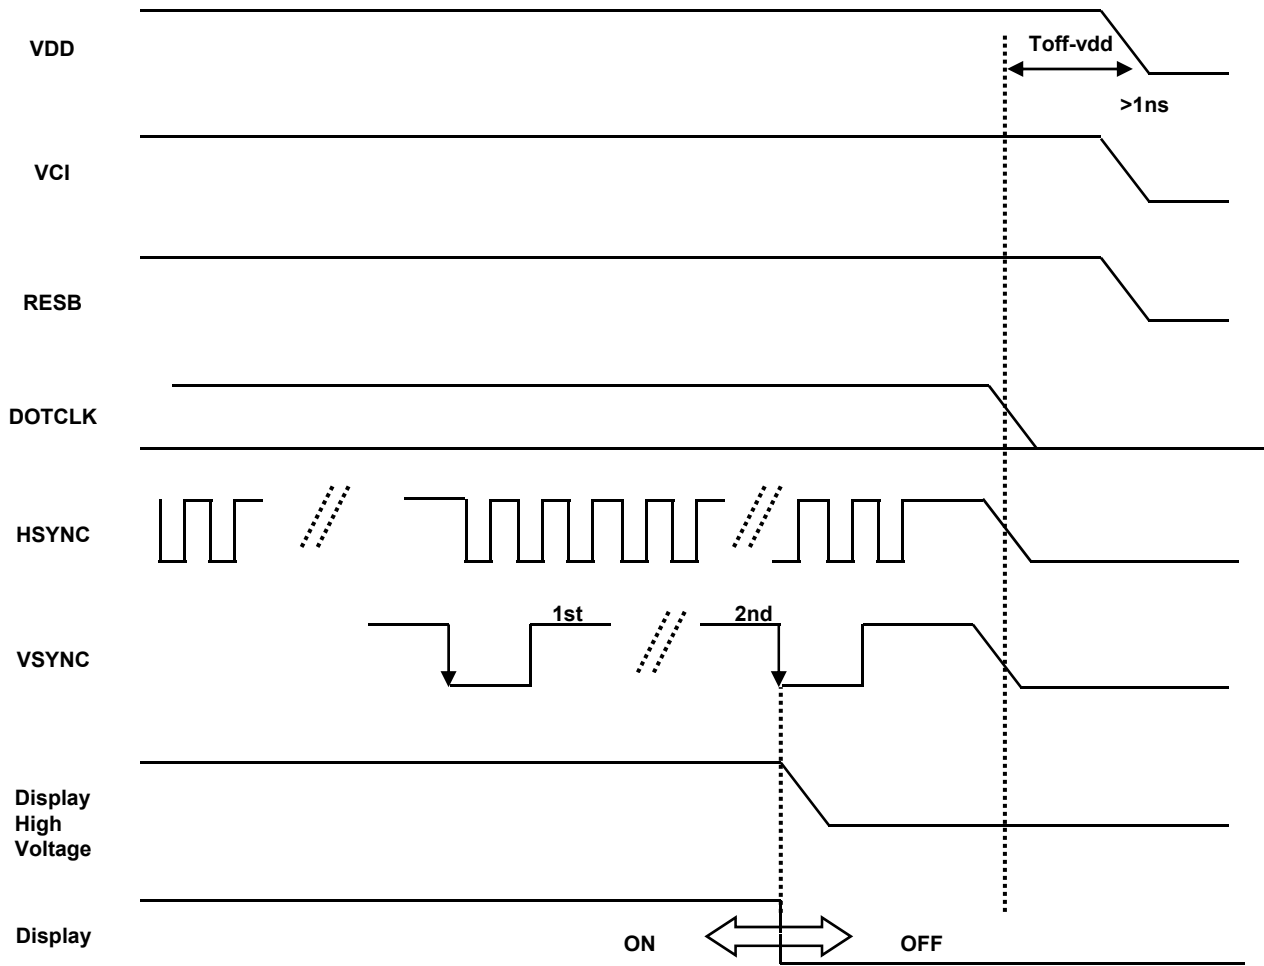 VDD
Toff-vdd
>1ns
VCI
RESB
DOTCLK
HSYNC
VSYNC
1st
2nd
Display
High
Voltage
Display
ON
OFF